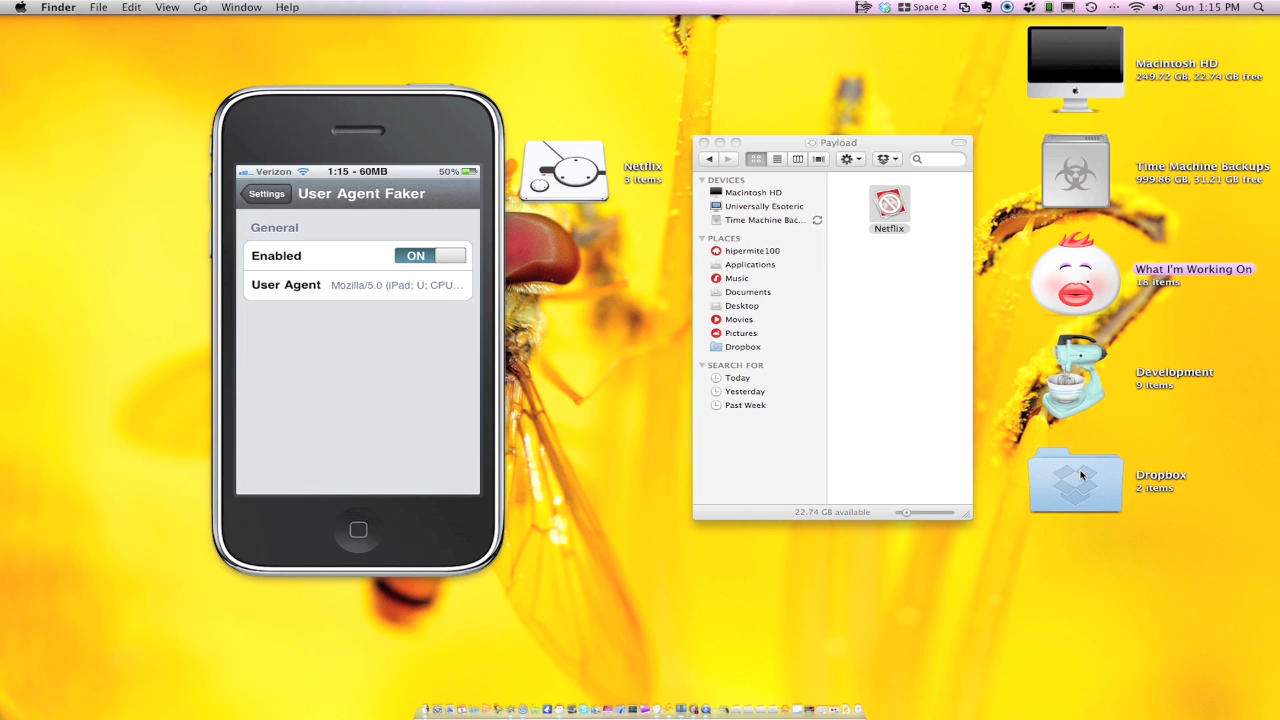 Finder File Edit View Go Window Help
Space 2
Sun 1:15 PM
Macintosh HD
249.72 GB, 22.74 GB free
Time Machine Backups
999.86 GB, 31.21 GB free
What I'm Working On
18 items
Development
9 items
Dropbox
2 items
Netflix
3 items
Verizon 1:15 - 60MB 50%
Settings User Agent Faker
General
Enabled ON
User Agent Mozilla/5.0 (iPad; U; CPU...
Payload
DEVICES
Macintosh HD
Universally Esoteric
Time Machine Bac...
PLACES
hipermite100
Applications
Music
Documents
Desktop
Movies
Pictures
Dropbox
SEARCH FOR
Today
Yesterday
Past Week
Netflix
22.74 GB available